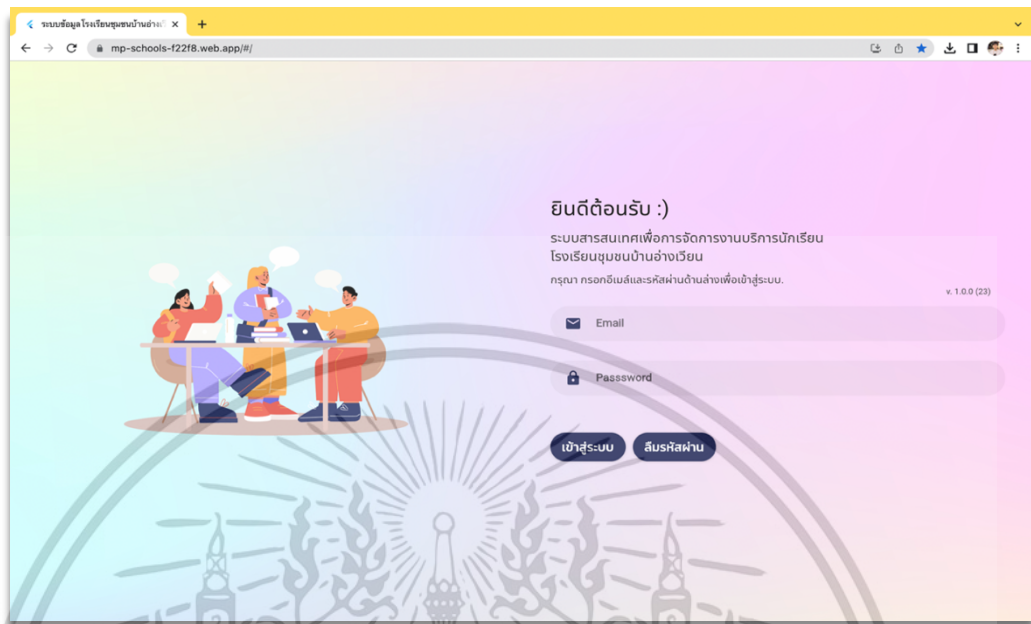 ระบบข้อมูลโรงเรียนชุมชนบ้านอ่างเ
mp-schools-f22f8.web.app/#/
ยินดีต้อนรับ :)
ระบบสารสนเทศเพื่อการจัดการงานบริการนักเรียน
โรงเรียนชุมชนบ้านอ่างเวียน
กรุณา กรอกอีเมล์และรหัสผ่านด้านล่างเพื่อเข้าสู่ระบบ.
v. 1.0.0 (23)
Email
Passsword
เข้าสู่ระบบ ลืมรหัสผ่าน